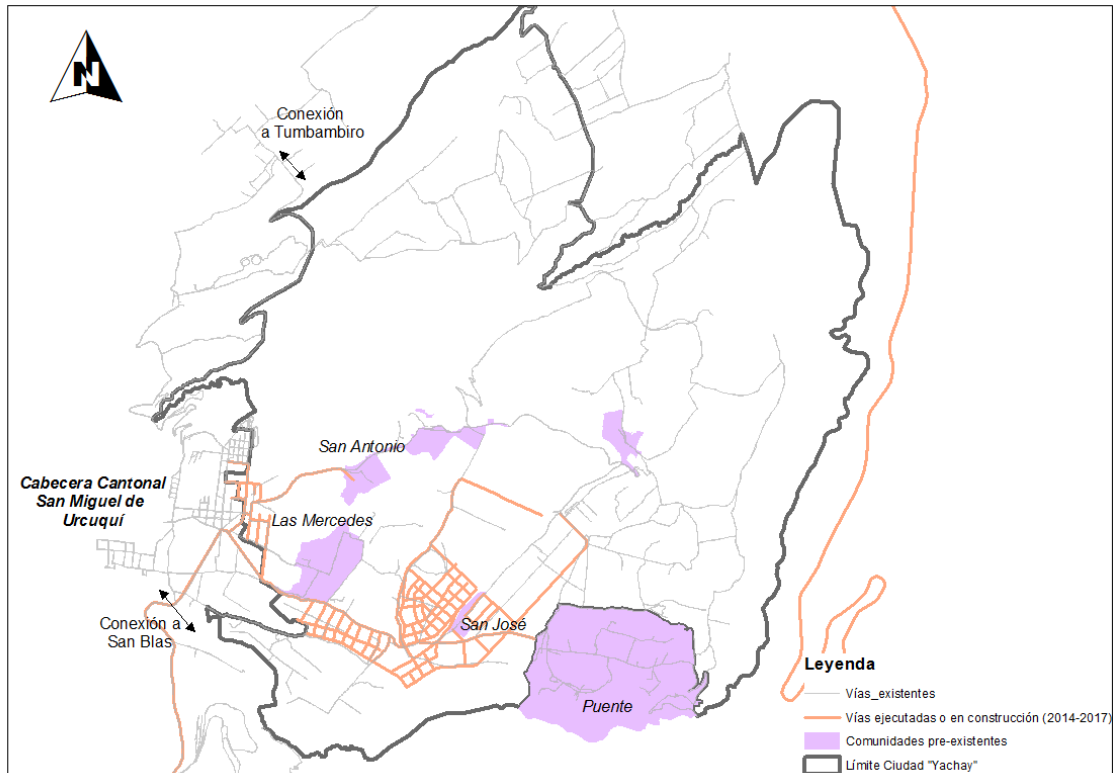 N
Conexión
a Tumbambiro
San Antonio
Cabecera Cantonal
San Miguel de
Urcuquí
Las Mercedes
Conexión a
San Blas
San José
Puente
Leyenda
Vías_existentes
Vías ejecutadas o en construcción (2014-2017)
Comunidades pre-existentes
Límite Ciudad "Yachay"